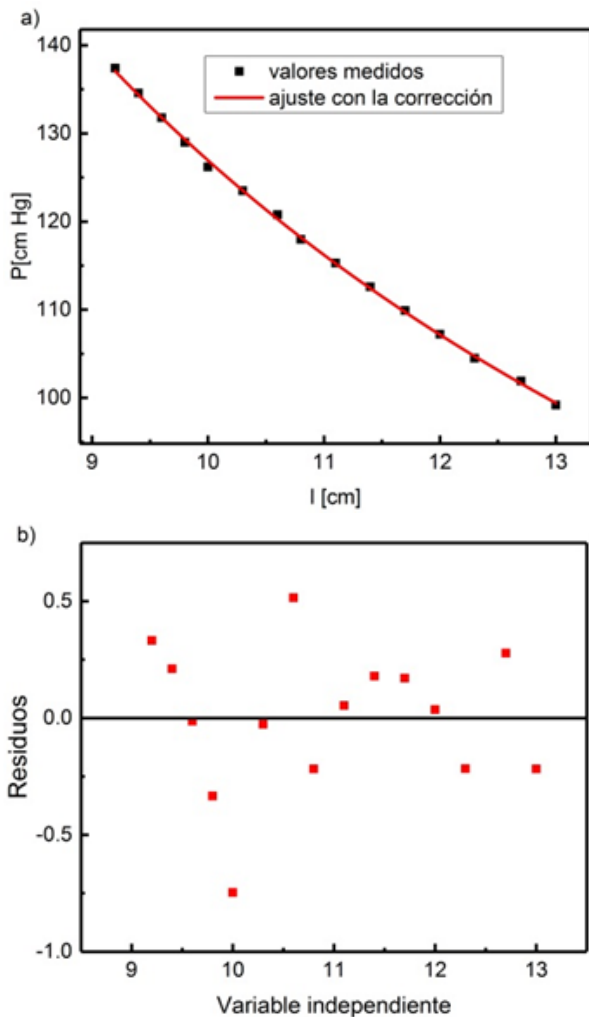 a)
140
130
120
110
100
P[cm Hg]
valores medidos
ajuste con la corrección
9 10 11 12 13
l [cm]
b)
0.5
0.0
-0.5
-1.0
Residuos
9 10 11 12 13
Variable independiente